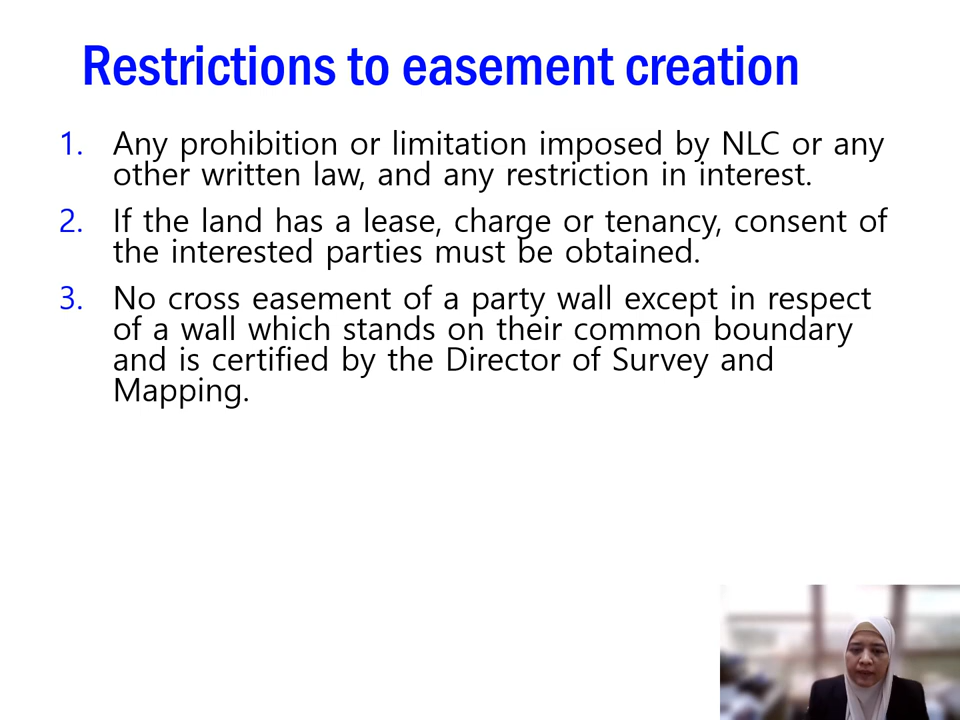 Restrictions to easement creation
1. Any prohibition or limitation imposed by NLC or any
other written law, and any restriction in interest.
2. If the land has a lease, charge or tenancy, consent of
the interested parties must be obtained.
3. No cross easement of a party wall except in respect
of a wall which stands on their common boundary
and is certified by the Director of Survey and
Mapping.